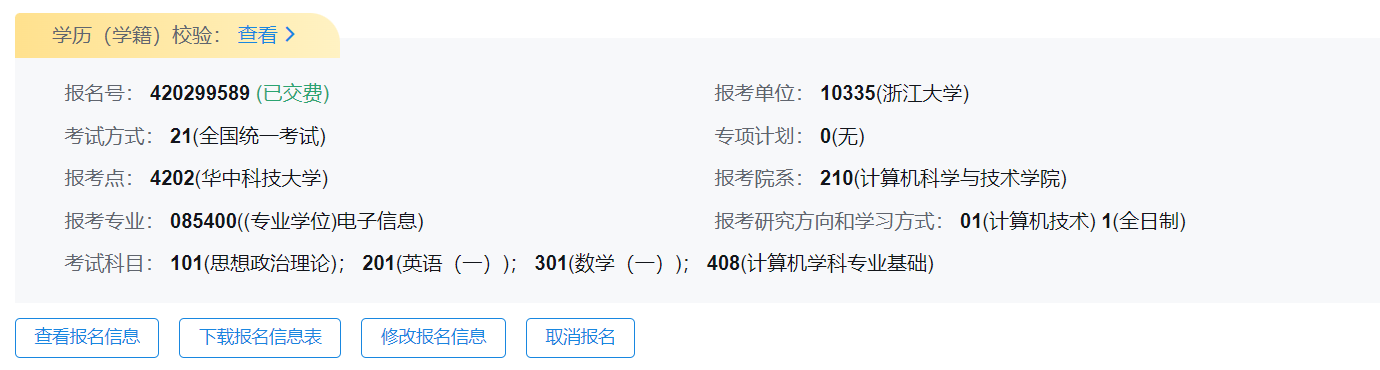 学历（学籍）校验： 查看
报名号： 420299589 (已交费) 报考单位： 10335(浙江大学)
考试方式： 21(全国统一考试) 专项计划： 0(无)
报考点： 4202(华中科技大学) 报考院系： 210(计算机科学与技术学院)
报考专业： 085400((专业学位)电子信息) 报考研究方向和学习方式： 01(计算机技术) 1(全日制)
考试科目： 101(思想政治理论)； 201(英语（一）)； 301(数学（一）)； 408(计算机学科专业基础)
查看报名信息 下载报名信息表 修改报名信息 取消报名